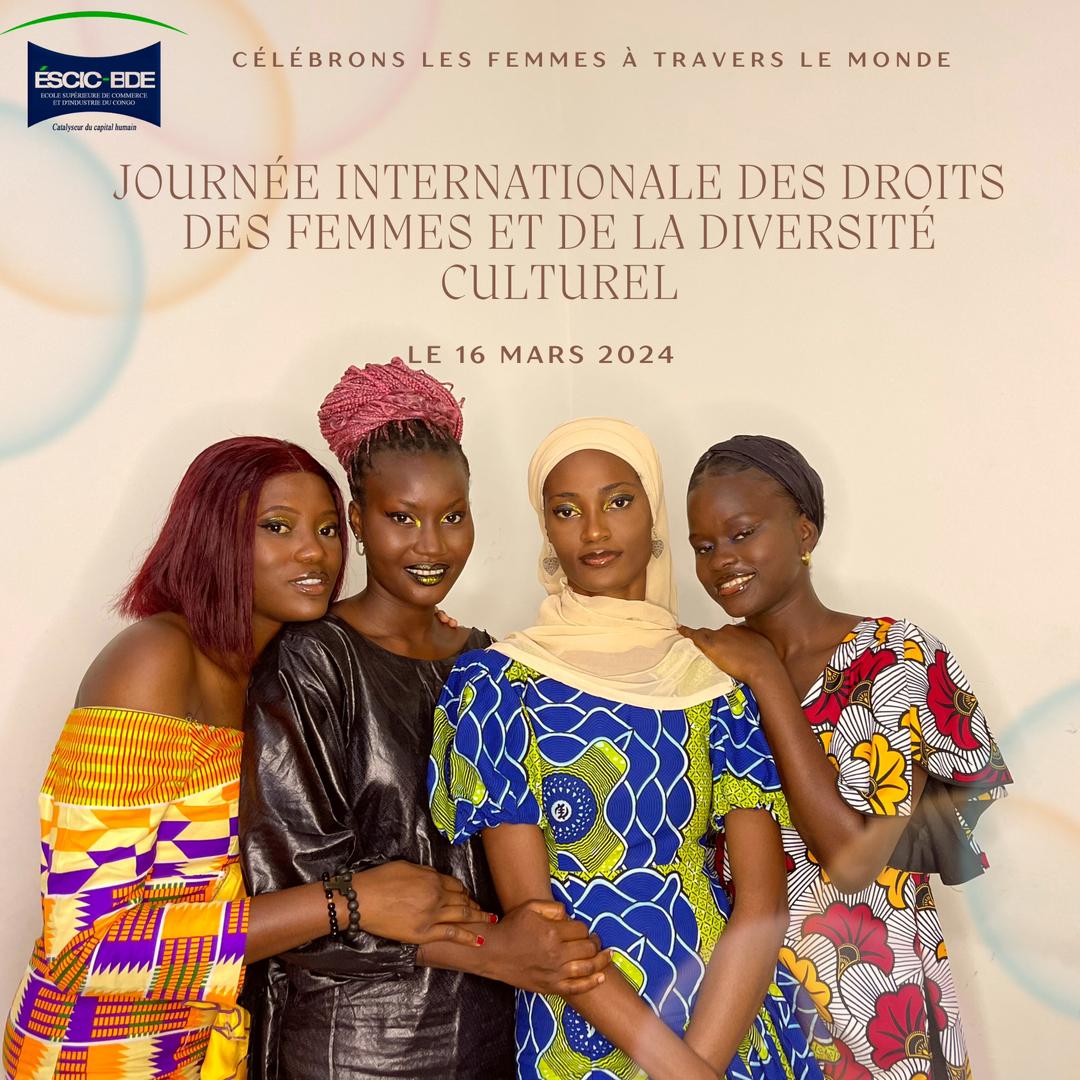 ÉSCIC-BDE
ECOLE SUPÉRIEURE DE COMMERCE
ET D'INDUSTRIE DU CONGO
Catalyseur du capital humain
CÉLÉBRONS LES FEMMES À TRAVERS LE MONDE
JOURNÉE INTERNATIONALE DES DROITS
DES FEMMES ET DE LA DIVERSITÉ
CULTUREL
LE 16 MARS 2024